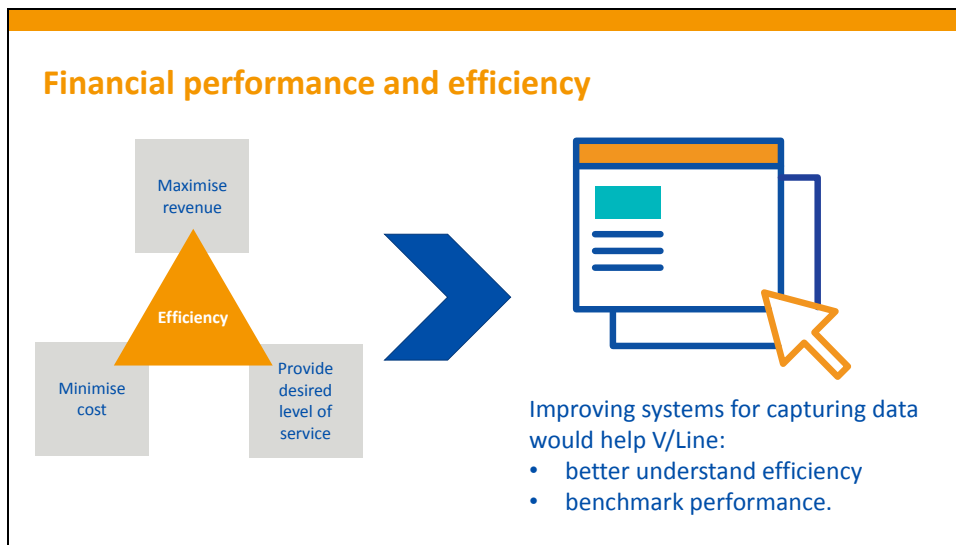 Financial performance and efficiency
Maximise
revenue
Efficiency
Minimise
cost
Provide
desired
level of
service
Improving systems for capturing data
would help V/Line:
• better understand efficiency
• benchmark performance.